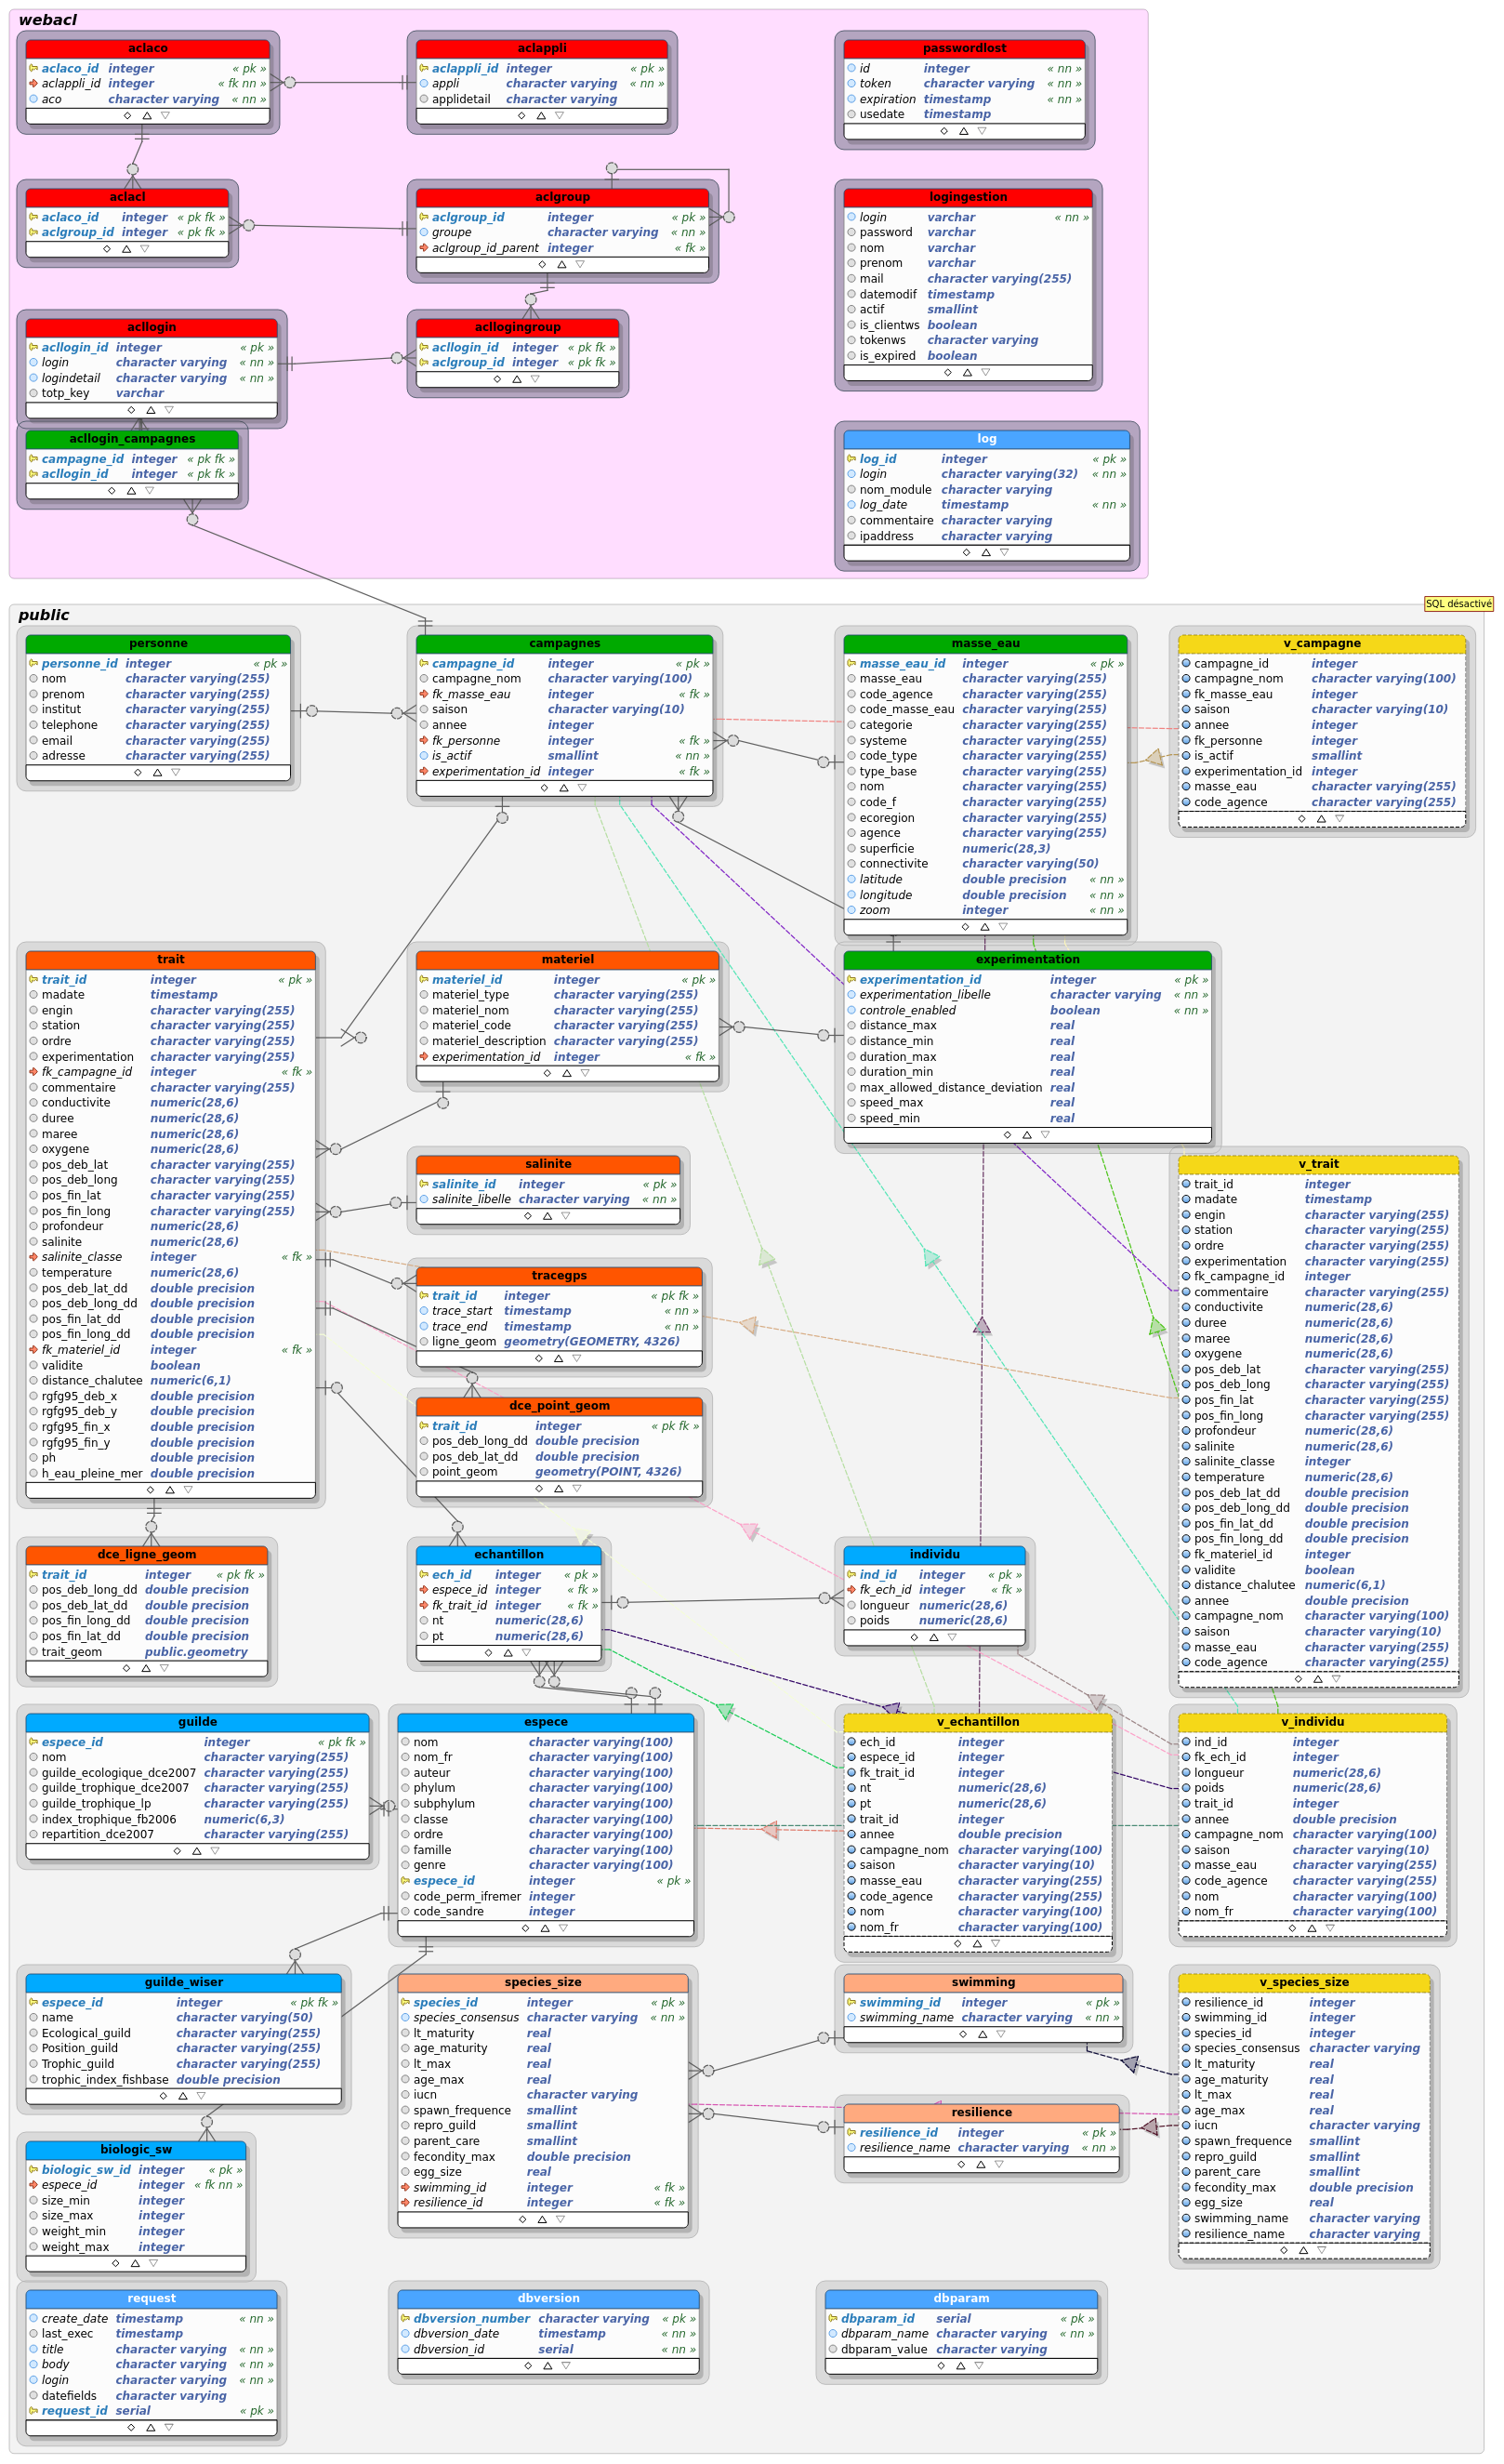 webacl
aclaco
aclaco_id integer « pk »
aclappli_id integer « fk nn »
aco character varying « nn »
aclappli
aclappli_id integer « pk »
appli character varying « nn »
applidetail character varying
passwordlost
id integer « nn »
token character varying « nn »
expiration timestamp « nn »
usedate timestamp
aclacl
aclaco_id integer « pk fk »
aclgroup_id integer « pk fk »
aclgroup
aclgroup_id integer « pk »
groupe character varying « nn »
aclgroup_id_parent integer « fk »
logingestion
login varchar « nn »
password varchar
nom varchar
prenom varchar
mail character varying(255)
datemodif timestamp
actif smallint
is_clientws boolean
tokenws character varying
is_expired boolean
acllogin
acllogin_id integer « pk »
login character varying « nn »
logindetail character varying « nn »
totp_key varchar
acllogingroup
acllogin_id integer « pk fk »
aclgroup_id integer « pk fk »
acllogin_campagnes
campagne_id integer « pk fk »
acllogin_id integer « pk fk »
log
log_id integer « pk »
login character varying(32) « nn »
nom_module character varying
log_date timestamp « nn »
commentaire character varying
ipaddress character varying
public
SQL désactivé
personne
personne_id integer « pk »
nom character varying(255)
prenom character varying(255)
institut character varying(255)
telephone character varying(255)
email character varying(255)
adresse character varying(255)
campagnes
campagne_id integer « pk »
campagne_nom character varying(100)
fk_masse_eau integer « fk »
saison character varying(10)
annee integer
fk_personne integer « fk »
is_actif smallint « nn »
experimentation_id integer « fk »
masse_eau
masse_eau_id integer « pk »
masse_eau character varying(255)
code_agence character varying(255)
code_masse_eau character varying(255)
categorie character varying(255)
systeme character varying(255)
code_type character varying(255)
type_base character varying(255)
nom character varying(255)
code_f character varying(255)
ecoregion character varying(255)
agence character varying(255)
superficie numeric(28,3)
connectivite character varying(50)
latitude double precision « nn »
longitude double precision « nn »
zoom integer « nn »
v_campagne
campagne_id integer
campagne_nom character varying(100)
fk_masse_eau integer
saison character varying(10)
annee integer
fk_personne integer
is_actif smallint
experimentation_id integer
masse_eau character varying(255)
code_agence character varying(255)
trait
trait_id integer « pk »
madate timestamp
engin character varying(255)
station character varying(255)
ordre character varying(255)
experimentation character varying(255)
fk_campagne_id integer « fk »
commentaire character varying(255)
conductivite numeric(28,6)
duree numeric(28,6)
maree numeric(28,6)
oxygene numeric(28,6)
pos_deb_lat character varying(255)
pos_deb_long character varying(255)
pos_fin_lat character varying(255)
pos_fin_long character varying(255)
profondeur numeric(28,6)
salinite numeric(28,6)
salinite_classe integer « fk »
temperature numeric(28,6)
pos_deb_lat_dd double precision
pos_deb_long_dd double precision
pos_fin_lat_dd double precision
pos_fin_long_dd double precision
fk_materiel_id integer « fk »
validite boolean
distance_chalutee numeric(6,1)
rgfg95_deb_x double precision
rgfg95_deb_y double precision
rgfg95_fin_x double precision
rgfg95_fin_y double precision
ph double precision
h_eau_pleine_mer double precision
materiel
materiel_id integer « pk »
materiel_type character varying(255)
materiel_nom character varying(255)
materiel_code character varying(255)
materiel_description character varying(255)
experimentation_id integer « fk »
experimentation
experimentation_id integer « pk »
experimentation_libelle character varying « nn »
controle_enabled boolean « nn »
distance_max real
distance_min real
duration_max real
duration_min real
max_allowed_distance_deviation real
speed_max real
speed_min real
salinite
salinite_id integer « pk »
salinite_libelle character varying « nn »
tracegps
trait_id integer « pk fk »
trace_start timestamp « nn »
trace_end timestamp « nn »
ligne_geom geometry(GEOMETRY, 4326)
dce_point_geom
trait_id integer « pk fk »
pos_deb_long_dd double precision
pos_deb_lat_dd double precision
point_geom geometry(POINT, 4326)
v_trait
trait_id integer
madate timestamp
engin character varying(255)
station character varying(255)
ordre character varying(255)
experimentation character varying(255)
fk_campagne_id integer
commentaire character varying(255)
conductivite numeric(28,6)
duree numeric(28,6)
maree numeric(28,6)
oxygene numeric(28,6)
pos_deb_lat character varying(255)
pos_deb_long character varying(255)
pos_fin_lat character varying(255)
pos_fin_long character varying(255)
profondeur numeric(28,6)
salinite numeric(28,6)
salinite_classe integer
temperature numeric(28,6)
pos_deb_lat_dd double precision
pos_deb_long_dd double precision
pos_fin_lat_dd double precision
pos_fin_long_dd double precision
fk_materiel_id integer
validite boolean
distance_chalutee numeric(6,1)
annee double precision
campagne_nom character varying(100)
saison character varying(10)
masse_eau character varying(255)
code_agence character varying(255)
dce_ligne_geom
trait_id integer « pk fk »
pos_deb_long_dd double precision
pos_deb_lat_dd double precision
pos_fin_long_dd double precision
pos_fin_lat_dd double precision
trait_geom public.geometry
echantillon
ech_id integer « pk »
espece_id integer « fk »
fk_trait_id integer « fk »
nt numeric(28,6)
pt numeric(28,6)
individu
ind_id integer « pk »
fk_ech_id integer « fk »
longueur numeric(28,6)
poids numeric(28,6)
guilde
espece_id integer « pk fk »
nom character varying(255)
guilde_ecologique_dce2007 character varying(255)
guilde_trophique_dce2007 character varying(255)
guilde_trophique_lp character varying(255)
index_trophique_fb2006 numeric(6,3)
repartition_dce2007 character varying(255)
espece
nom character varying(100)
nom_fr character varying(100)
auteur character varying(100)
phylum character varying(100)
subphylum character varying(100)
classe character varying(100)
ordre character varying(100)
famille character varying(100)
genre character varying(100)
espece_id integer « pk »
code_perm_ifremer integer
code_sandre integer
v_echantillon
ech_id integer
espece_id integer
fk_trait_id integer
nt numeric(28,6)
pt numeric(28,6)
trait_id integer
annee double precision
campagne_nom character varying(100)
saison character varying(10)
masse_eau character varying(255)
code_agence character varying(255)
nom character varying(100)
nom_fr character varying(100)
v_individu
ind_id integer
fk_ech_id integer
longueur numeric(28,6)
poids numeric(28,6)
trait_id integer
annee double precision
campagne_nom character varying(100)
saison character varying(10)
masse_eau character varying(255)
code_agence character varying(255)
nom character varying(100)
nom_fr character varying(100)
guilde_wiser
espece_id integer « pk fk »
name character varying(50)
Ecological_guild character varying(255)
Position_guild character varying(255)
Trophic_guild character varying(255)
trophic_index_fishbase double precision
species_size
species_id integer « pk »
species_consensus character varying « nn »
lt_maturity real
age_maturity real
lt_max real
age_max real
iucn character varying
spawn_frequence smallint
repro_guild smallint
parent_care smallint
fecondity_max double precision
egg_size real
swimming_id integer « fk »
resilience_id integer « fk »
swimming
swimming_id integer « pk »
swimming_name character varying « nn »
resilience
resilience_id integer « pk »
resilience_name character varying « nn »
v_species_size
resilience_id integer
swimming_id integer
species_id integer
species_consensus character varying
lt_maturity real
age_maturity real
lt_max real
age_max real
iucn character varying
spawn_frequence smallint
repro_guild smallint
parent_care smallint
fecondity_max double precision
egg_size real
swimming_name character varying
resilience_name character varying
biologic_sw
biologic_sw_id integer « pk »
espece_id integer « fk nn »
size_min integer
size_max integer
weight_min integer
weight_max integer
request
create_date timestamp « nn »
last_exec timestamp
title character varying « nn »
body character varying « nn »
login character varying « nn »
datefields character varying
request_id serial « pk »
dbversion
dbversion_number character varying « pk »
dbversion_date timestamp « nn »
dbversion_id serial « nn »
dbparam
dbparam_id serial « pk »
dbparam_name character varying « nn »
dbparam_value character varying